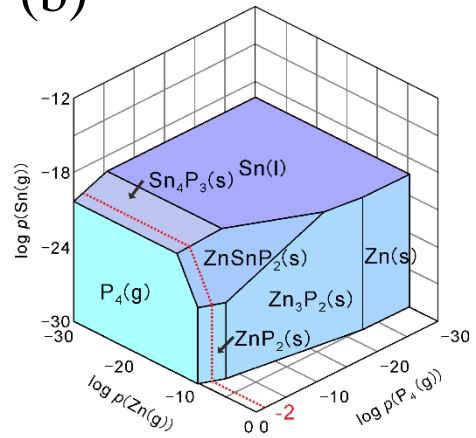 (b)
-12
-18
-24
-30
log p(Sn(g))
Sn(l)
Sn₄P₃(s)
ZnSnP₂(s)
Zn(s)
P₄(g)
Zn₃P₂(s)
ZnP₂(s)
-30
-20
-10
0
log p(Zn(g))
0
-10
-20
-30
log p(P₄(g))
-2